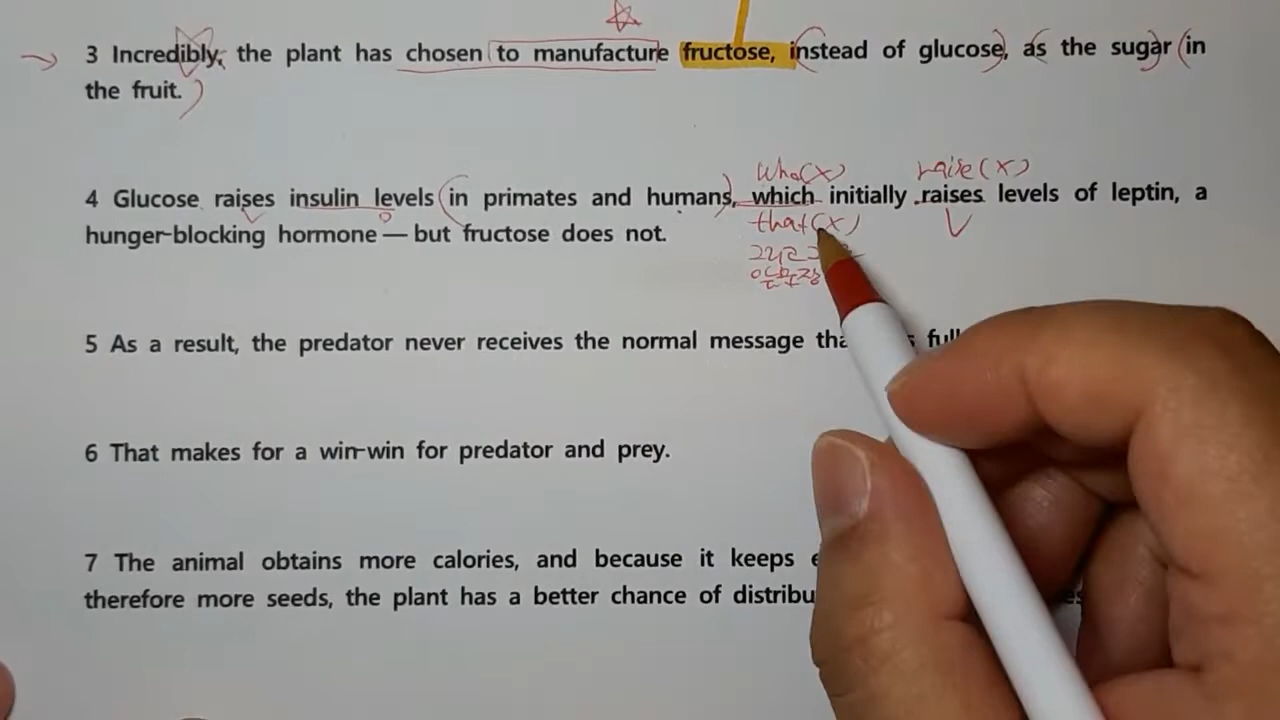 3 Incredibly, the plant has chosen to manufacture fructose, instead of glucose, as the sugar in
the fruit.
who(x) raise(x)
4 Glucose raises insulin levels in primates and humans, which initially raises levels of leptin, a
V that(x) V
hunger-blocking hormone — but fructose does not.
5 As a result, the predator never receives the normal message
6 That makes for a win-win for predator and prey.
7 The animal obtains more calories, and because it keeps
therefore more seeds, the plant has a better chance of